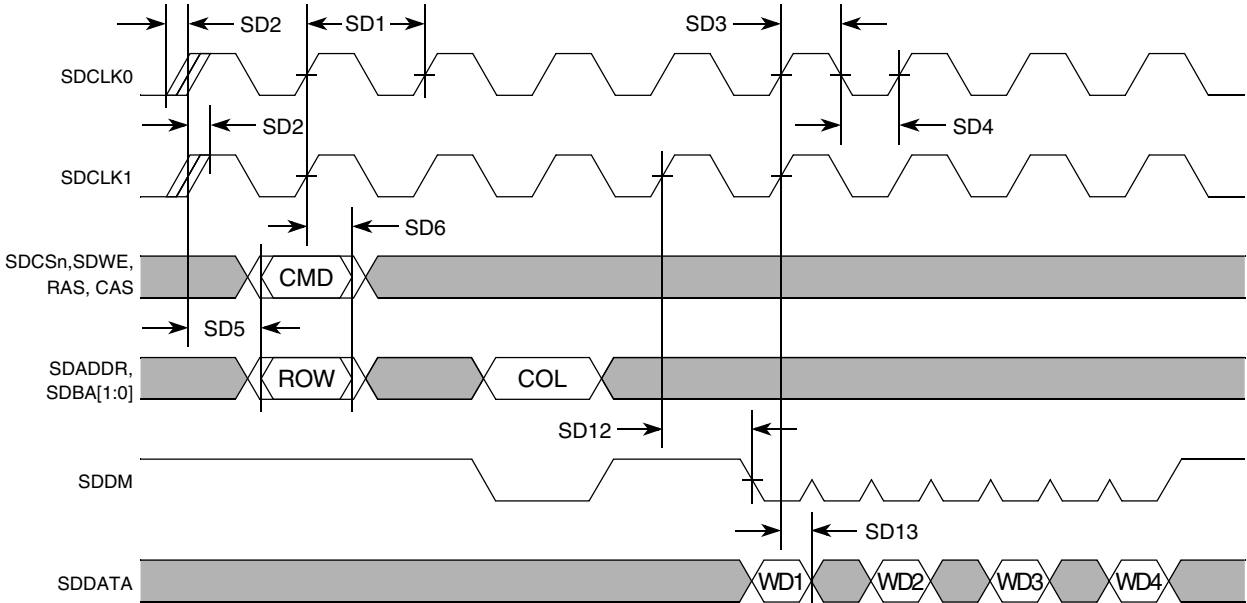 SD2
SD1
SD3
SDCLK0
SD2
SD4
SDCLK1
SD6
SDCSn,SDWE,
RAS, CAS
CMD
SD5
SDADDR,
SDBA[1:0]
ROW
COL
SD12
SDDM
SD13
SDDATA
WD1
WD2
WD3
WD4